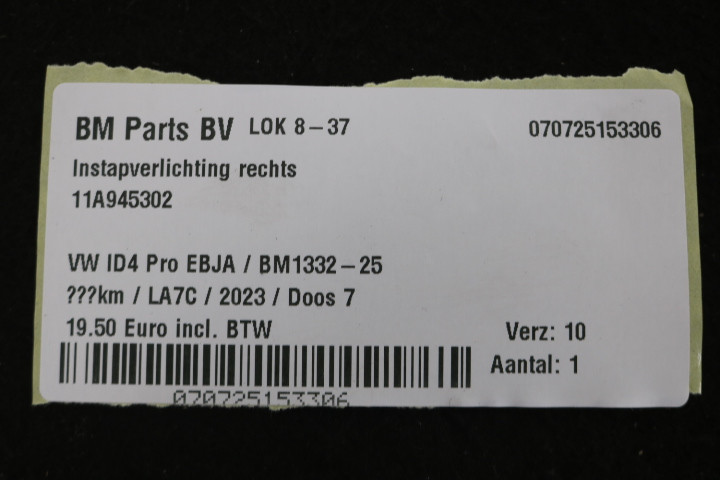 BM Parts BV LOK 8-37 070725153306
Instapverlichting rechts
11A945302
VW ID4 Pro EBJA / BM1332-25
???km / LA7C / 2023 / Doos 7
19.50 Euro incl. BTW Verz: 10
Aantal: 1
070725153306